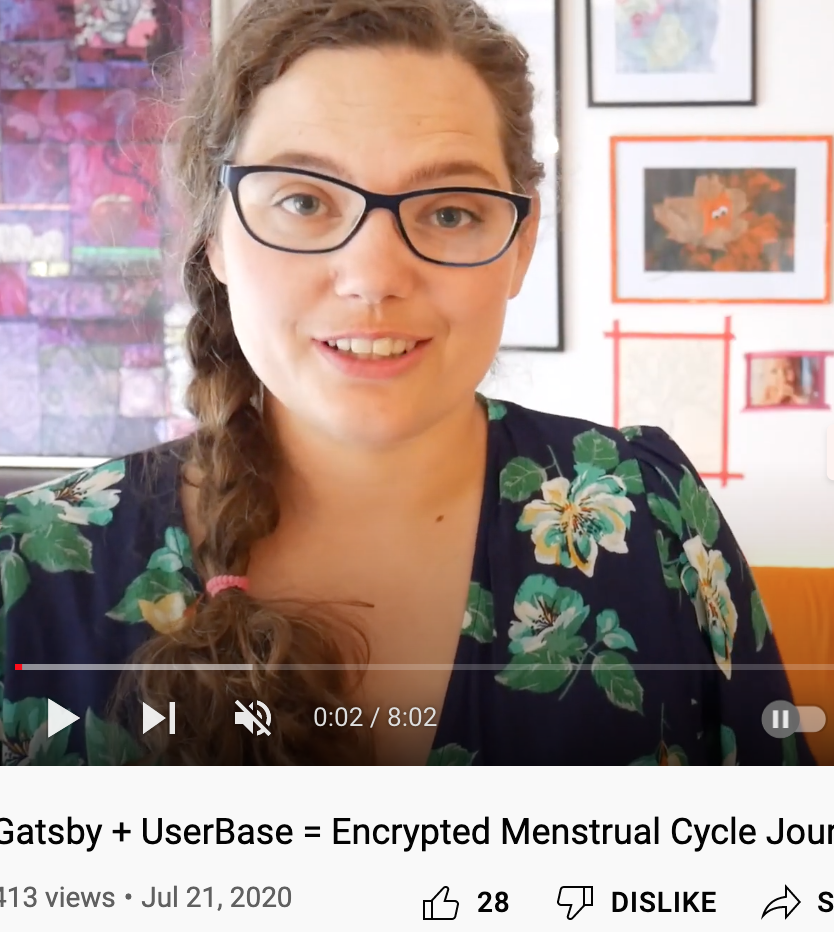 0:02 / 8:02
Gatsby + UserBase = Encrypted Menstrual Cycle Jour
413 views • Jul 21, 2020 28 DISLIKE S